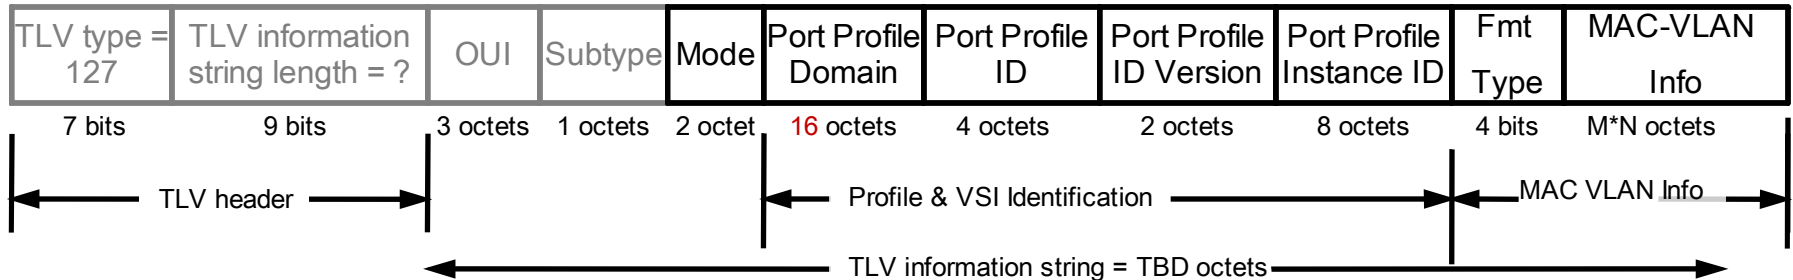 TLV type =
127
TLV information
string length = ?
OUI
Subtype
Mode
Port Profile
Domain
Port Profile
ID
Port Profile
ID Version
Port Profile
Instance ID
Fmt
Type
MAC-VLAN
Info
7 bits
9 bits
3 octets
1 octets
2 octet
16 octets
4 octets
2 octets
8 octets
4 bits
M*N octets
TLV header
Profile & VSI Identification
MAC VLAN Info
TLV information string = TBD octets